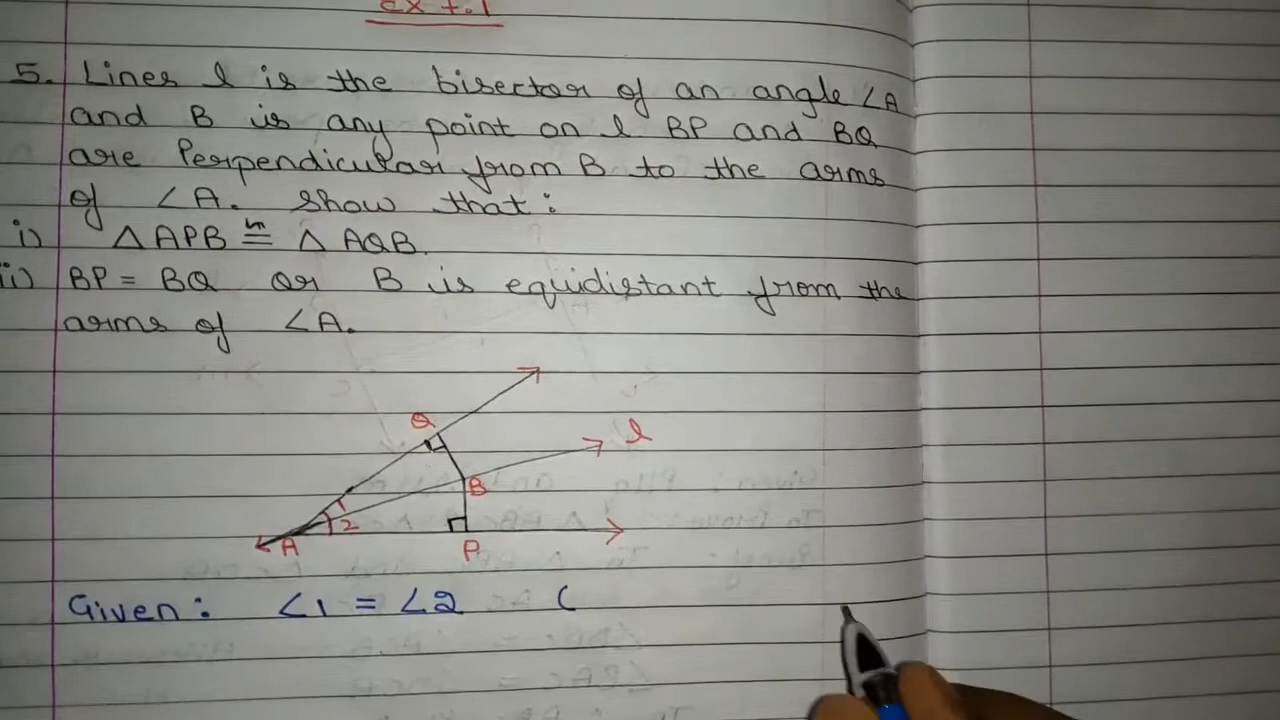 Ex 7.1
5. Lines l is the bisector of an angle ∠A
and B is any point on l BP and BQ
are Perpendicular from B to the arms
of ∠A. Show that:
i) △APB ≅ △AQB.
ii) BP = BQ or B is equidistant from the
arms of ∠A.
Q
l
B
1
2
A
P
Given: ∠1 = ∠2 (